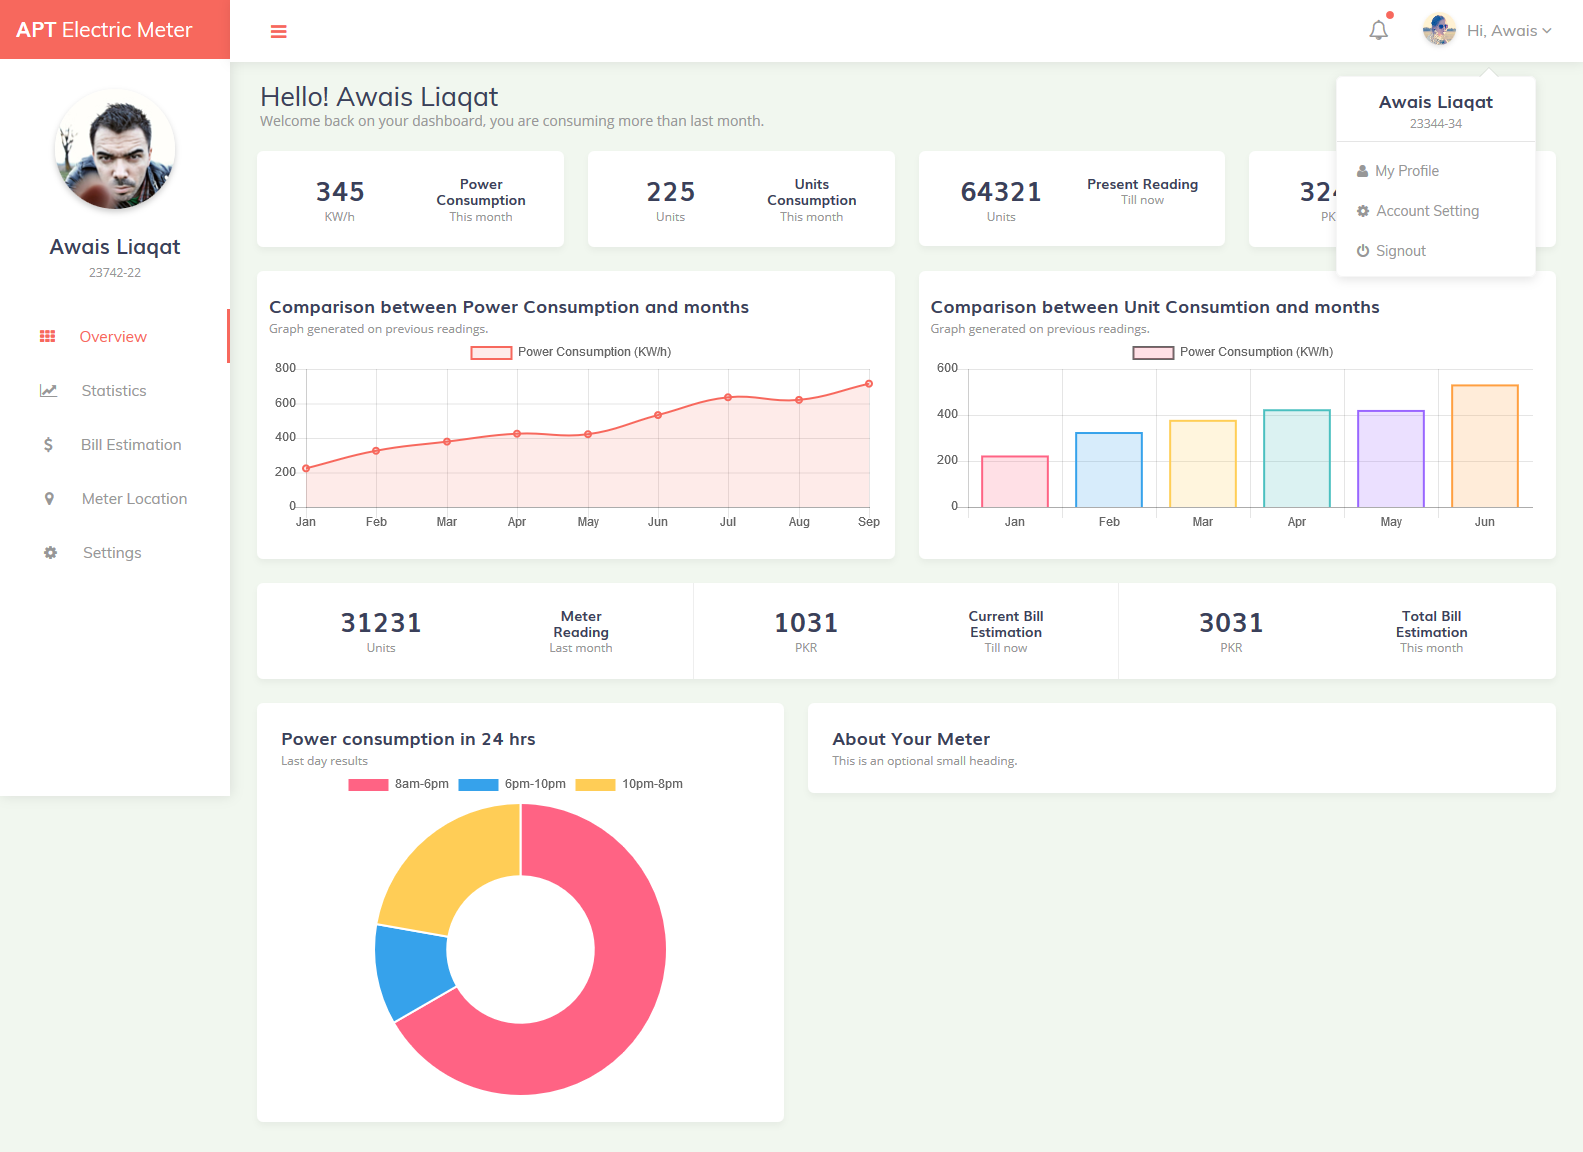 APT Electric Meter
Hi, Awais
Awais Liaqat
23344-34
My Profile
Account Setting
Signout
Awais Liaqat
23742-22
Overview
Statistics
Bill Estimation
Meter Location
Settings
Hello! Awais Liaqat
Welcome back on your dashboard, you are consuming more than last month.
345
KW/h
Power
Consumption
This month
225
Units
Units
Consumption
This month
64321
Units
Present Reading
Till now
Comparison between Power Consumption and months
Graph generated on previous readings.
Power Consumption (KW/h)
800
600
400
200
0
Jan Feb Mar Apr May Jun Jul Aug Sep
Comparison between Unit Consumtion and months
Graph generated on previous readings.
Power Consumption (KW/h)
600
400
200
0
Jan Feb Mar Apr May Jun
31231
Units
Meter
Reading
Last month
1031
PKR
Current Bill
Estimation
Till now
3031
PKR
Total Bill
Estimation
This month
Power consumption in 24 hrs
Last day results
8am-6pm 6pm-10pm 10pm-8pm
About Your Meter
This is an optional small heading.